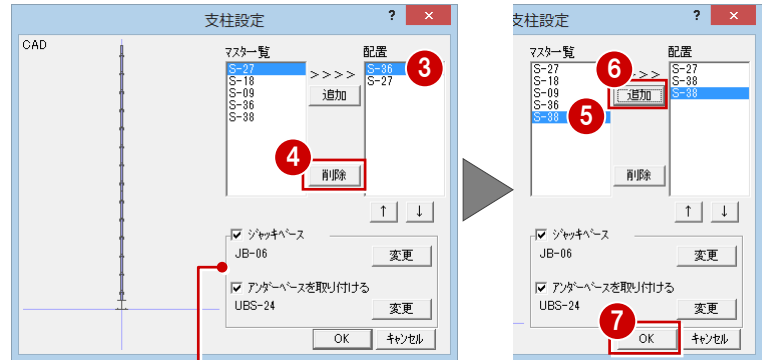 支柱設定
? ×
CAD
マスター覧
配置
S-27
S-18
S-09
S-36
S-38
>>>>
追加
S-36
S-27
3
4
削除
↑ ↓
ジャッキベース
JB-06
変更
アンダーベースを取り付ける
UBS-24
変更
OK
キャンセル
支柱設定
? ×
マスター覧
配置
S-27
S-18
S-09
S-36
S-38
5
6
>>
追加
S-27
S-38
S-38
削除
↑ ↓
ジャッキベース
JB-06
変更
アンダーベースを取り付ける
UBS-24
変更
7
OK
キャンセル